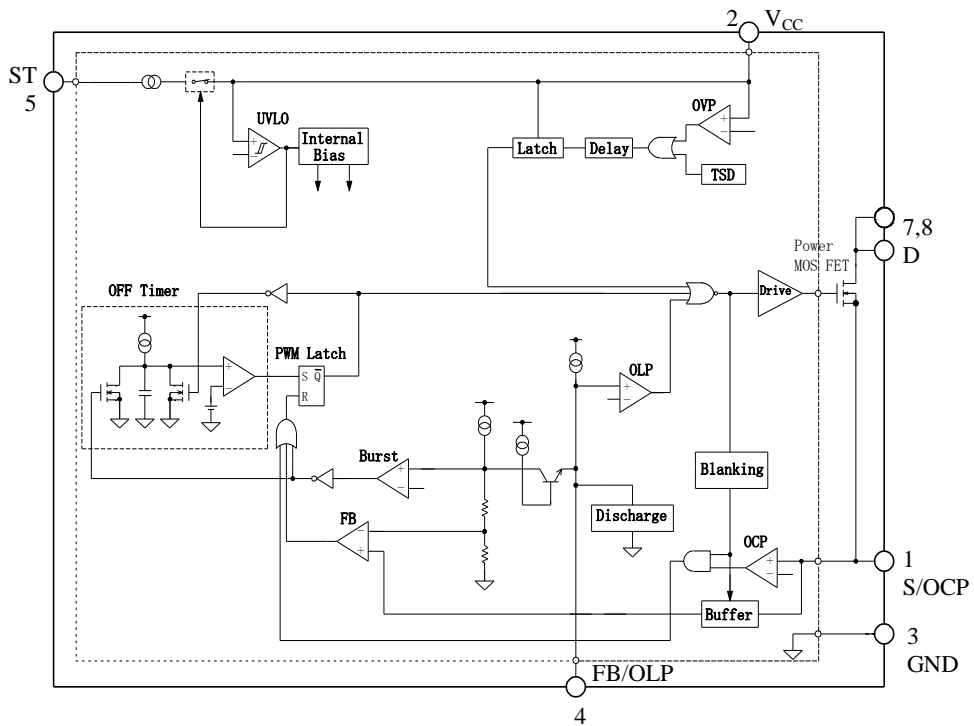 2 V_CC
ST
5
OVP
UVLO
Internal
Bias
Latch
Delay
TSD
7,8
D
Power
MOS FET
OFF Timer
Drive
PWM Latch
OLP
S Q̅
R
Burst
Blanking
FB
Discharge
OCP
1
S/OCP
Buffer
3
GND
FB/OLP
4